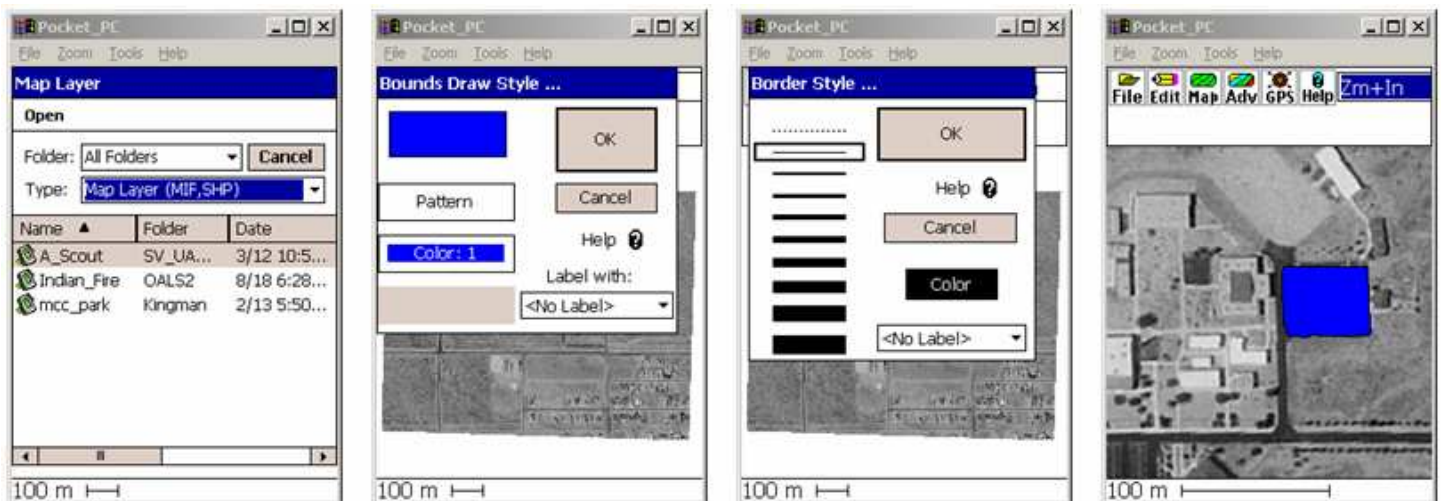 Pocket_PC
File Zoom Tools Help
Map Layer
Open
Folder: All Folders Cancel
Type: Map Layer (MIF,SHP)
Name Folder Date
A_Scout SV_UA... 3/12 10:5...
Indian_Fire OALS2 8/18 6:28...
mcc_park Kingman 2/13 5:50...
100 m
Pocket_PC
File Zoom Tools Help
Bounds Draw Style ...
OK
Pattern
Cancel
Help ?
Color: 1
Label with:
<No Label>
100 m
Pocket_PC
File Zoom Tools Help
Border Style ...
OK
Help ?
Cancel
Color
<No Label>
100 m
Pocket_PC
File Zoom Tools Help
File Edit Map Adv GPS Help Zm+In
100 m